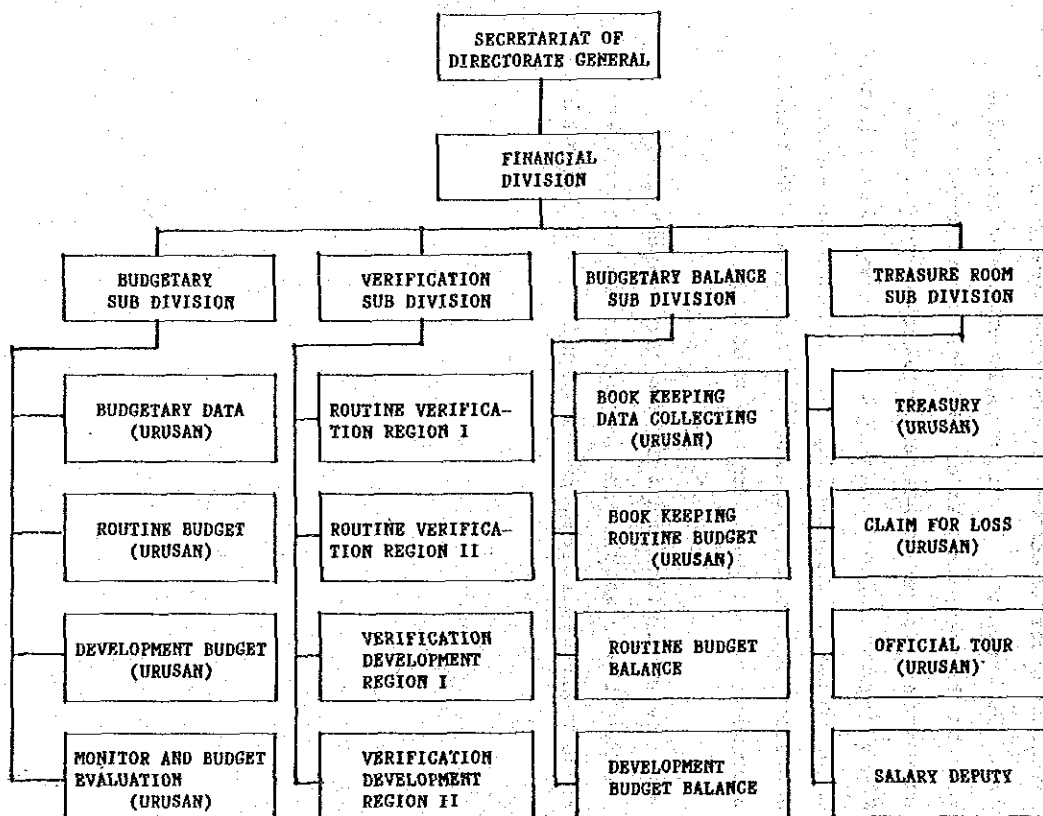 SECRETARIAT OF
DIRECTORATE GENERAL
FINANCIAL
DIVISION
BUDGETARY
SUB DIVISION
VERIFICATION
SUB DIVISION
BUDGETARY BALANCE
SUB DIVISION
TREASURE ROOM
SUB DIVISION
BUDGETARY DATA
(URUSAN)
ROUTINE VERIFICA-
TION REGION I
BOOK KEEPING
DATA COLLECTING
(URUSAN)
TREASURY
(URUSAN)
ROUTINE BUDGET
(URUSAN)
ROUTINE VERIFICA-
TION REGION II
BOOK KEEPING
ROUTINE BUDGET
(URUSAN)
CLAIM FOR LOSS
(URUSAN)
DEVELOPMENT BUDGET
(URUSAN)
VERIFICATION
DEVELOPMENT
REGION I
ROUTINE BUDGET
BALANCE
OFFICIAL TOUR
(URUSAN)
MONITOR AND BUDGET
EVALUATION
(URUSAN)
VERIFICATION
DEVELOPMENT
REGION II
DEVELOPMENT
BUDGET BALANCE
SALARY DEPUTY